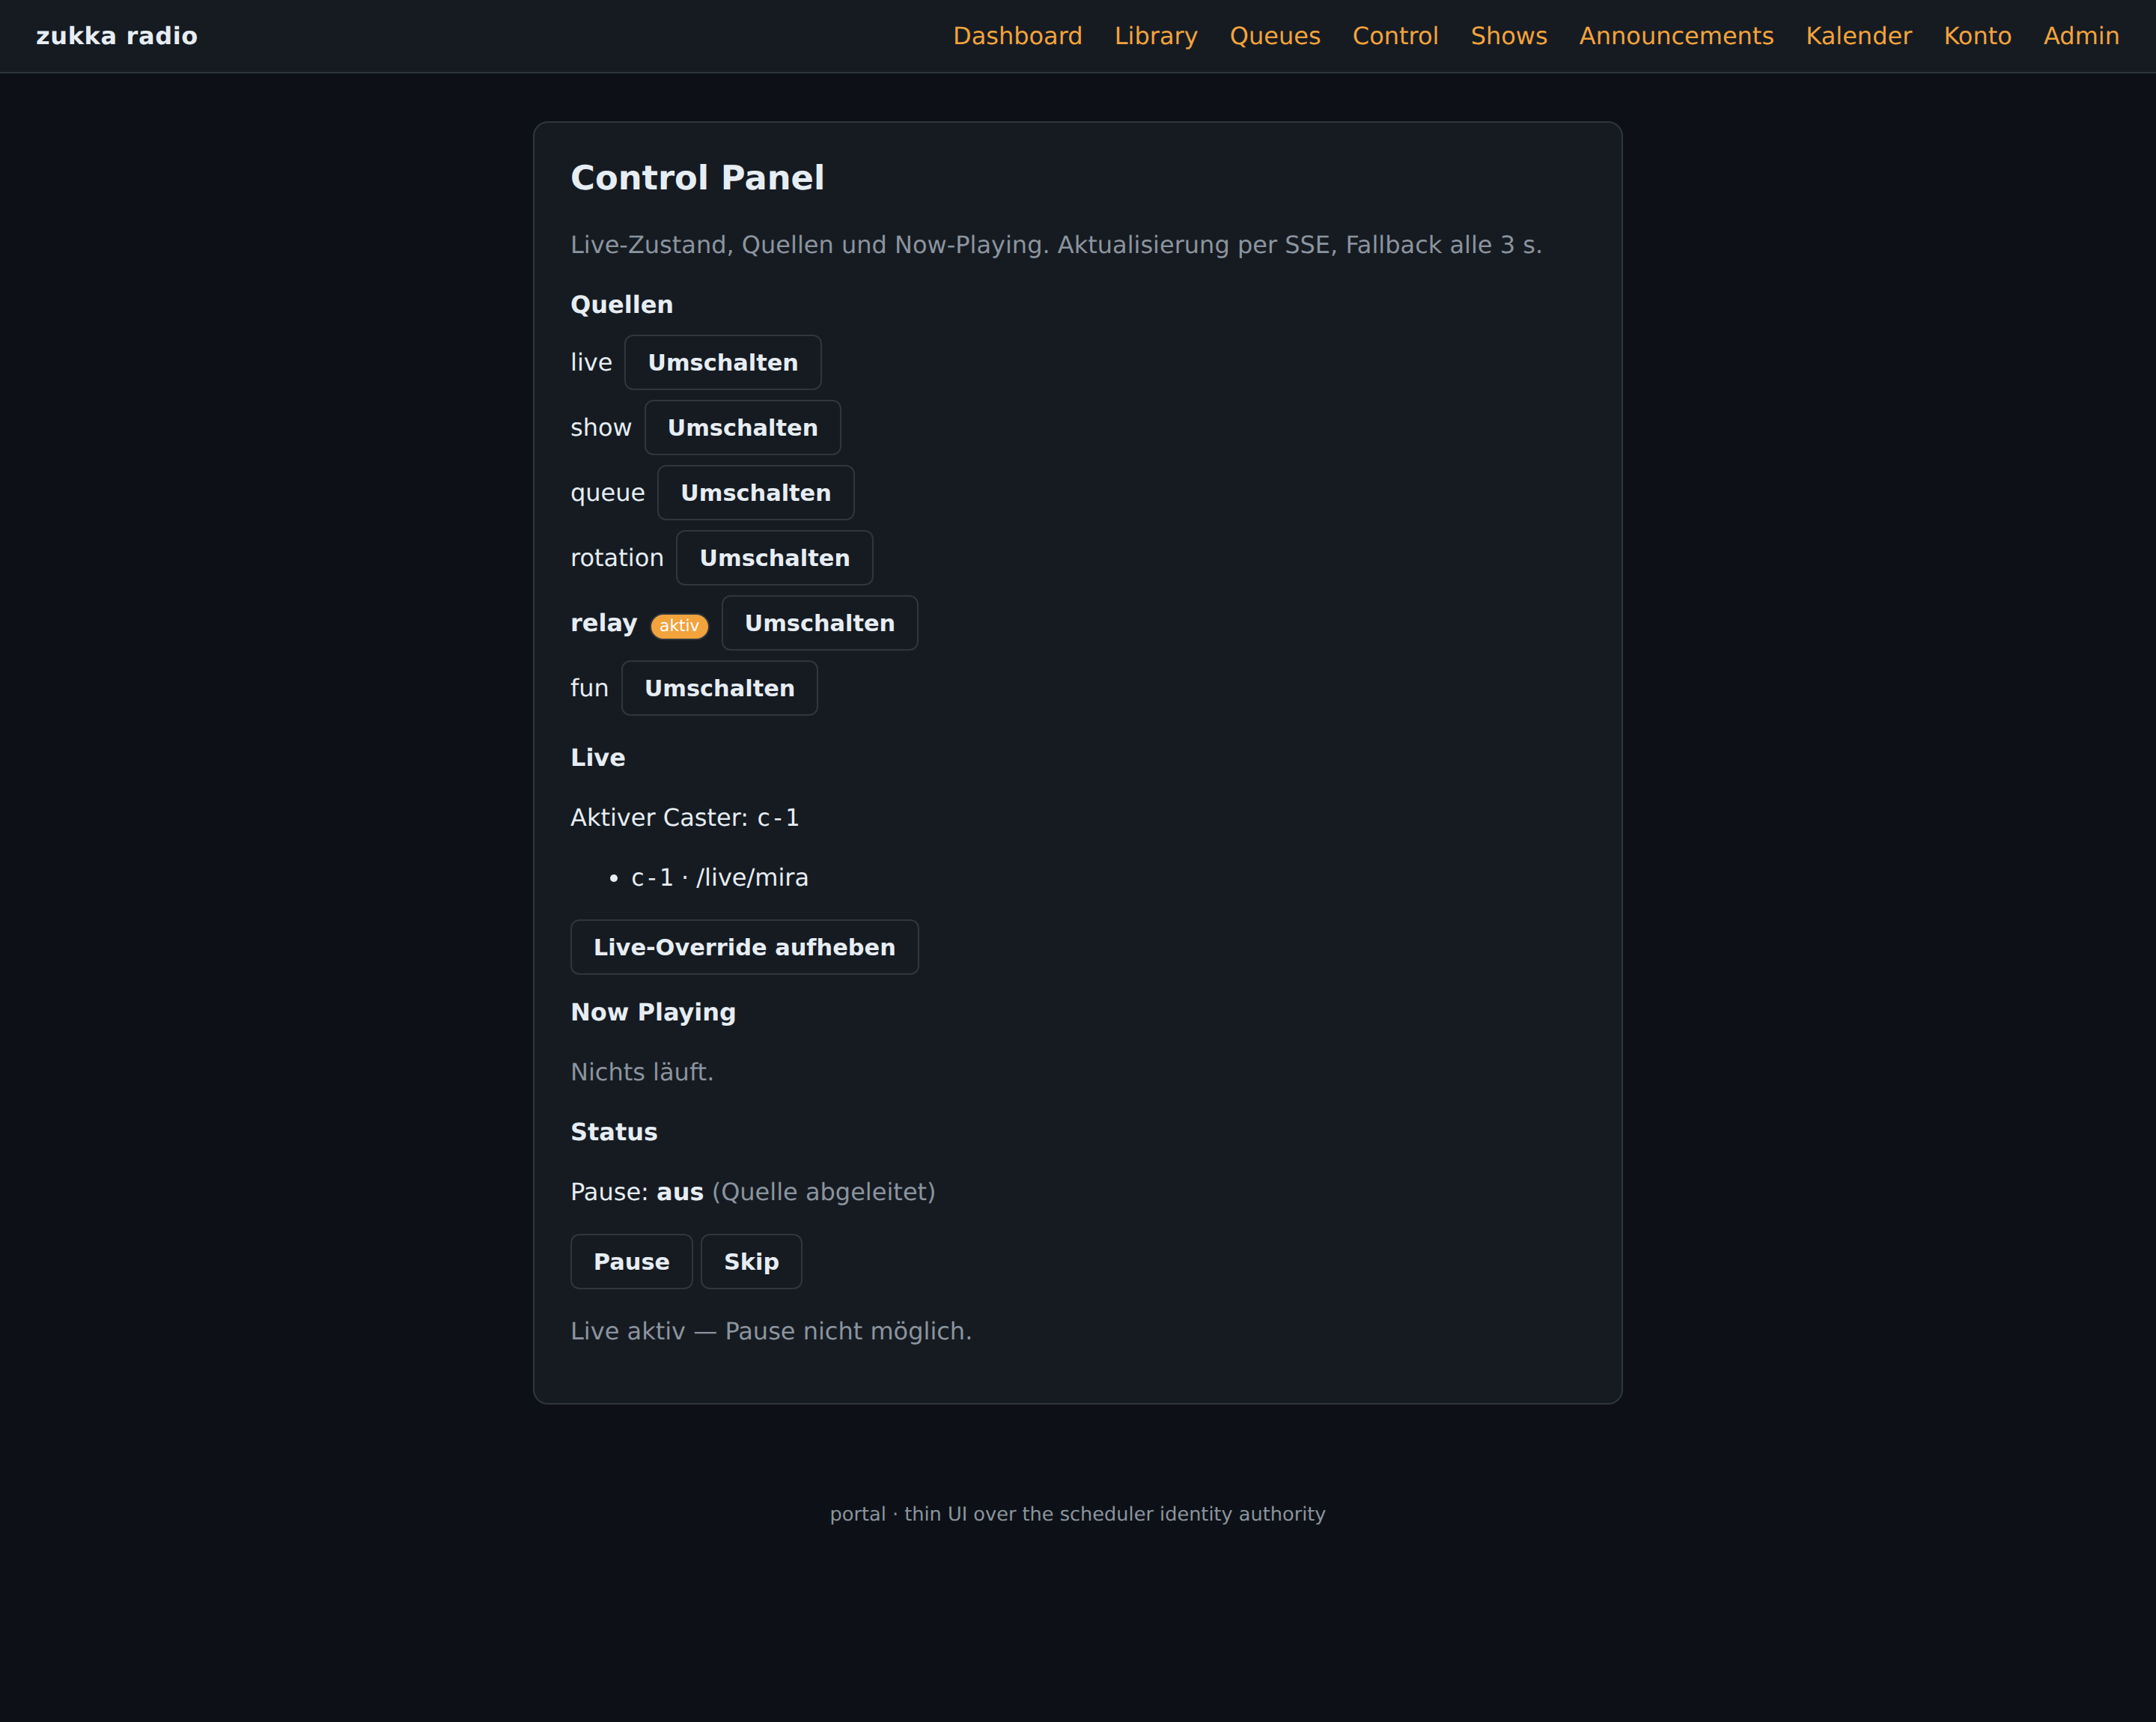 zukka radio Dashboard Library Queues Control Shows Announcements Kalender Konto Admin
Control Panel
Live-Zustand, Quellen und Now-Playing. Aktualisierung per SSE, Fallback alle 3 s.
Quellen
live Umschalten
show Umschalten
queue Umschalten
rotation Umschalten
relay aktiv Umschalten
fun Umschalten
Live
Aktiver Caster: c-1
• c-1 · /live/mira
Live-Override aufheben
Now Playing
Nichts läuft.
Status
Pause: aus (Quelle abgeleitet)
Pause Skip
Live aktiv — Pause nicht möglich.
portal · thin UI over the scheduler identity authority